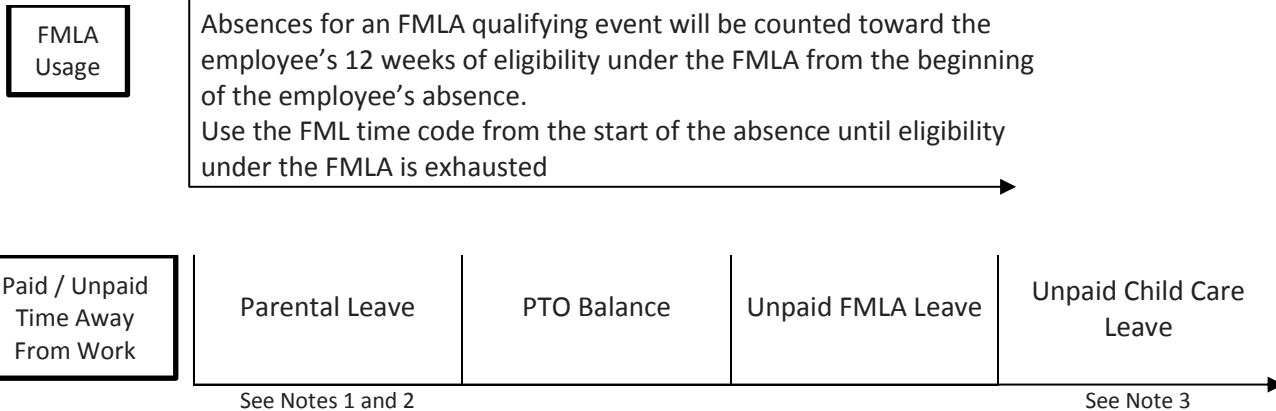 FMLA
Usage
Absences for an FMLA qualifying event will be counted toward the
employee’s 12 weeks of eligibility under the FMLA from the beginning
of the employee’s absence.
Use the FML time code from the start of the absence until eligibility
under the FMLA is exhausted
Paid / Unpaid
Time Away
From Work
Parental Leave
PTO Balance
Unpaid FMLA Leave
Unpaid Child Care
Leave
See Notes 1 and 2
See Note 3